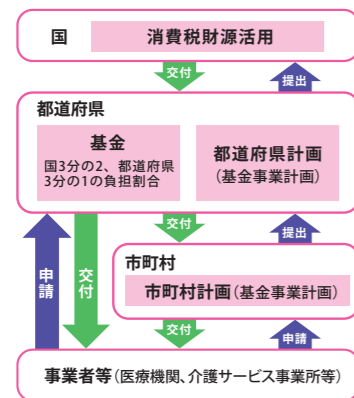 国 消費税財源活用
交付 提出
都道府県
基金
国3分の2、都道府県
3分の1の負担割合
都道府県計画
(基金事業計画)
申請
交付
交付 提出
市町村
市町村計画(基金事業計画)
交付 申請
事業者等(医療機関、介護サービス事業所等)